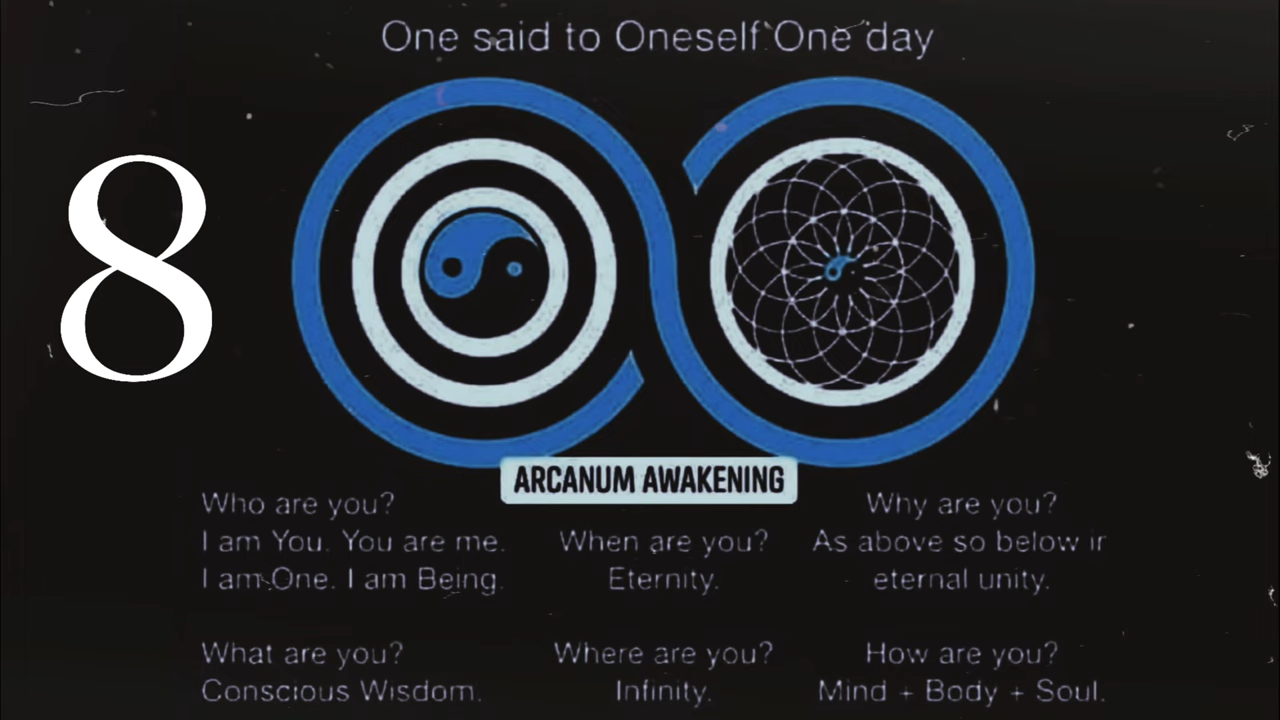 One said to Oneself One day
8
ARCANUM AWAKENING
Who are you?
I am You. You are me.
I am One. I am Being.
When are you?
Eternity.
Why are you?
As above so below in
eternal unity.
What are you?
Conscious Wisdom.
Where are you?
Infinity.
How are you?
Mind + Body + Soul.